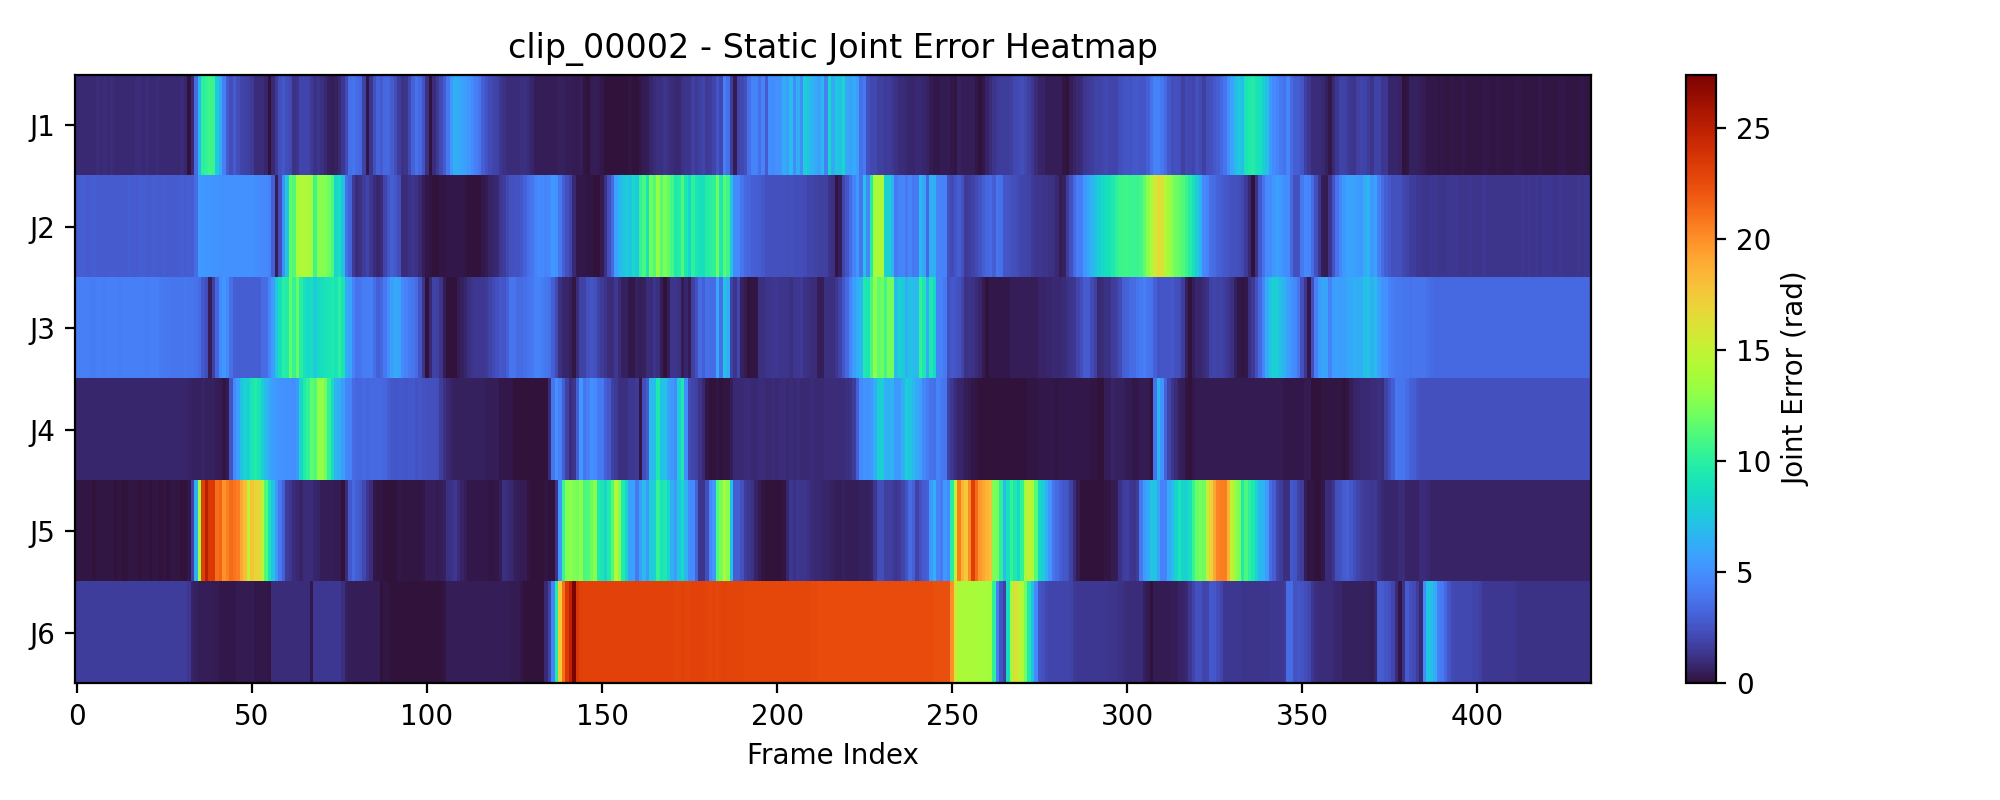 clip_00002 - Static Joint Error Heatmap
J1
J2
J3
J4
J5
J6
0 50 100 150 200 250 300 350 400
Frame Index
25
20
15
10
5
0
Joint Error (rad)